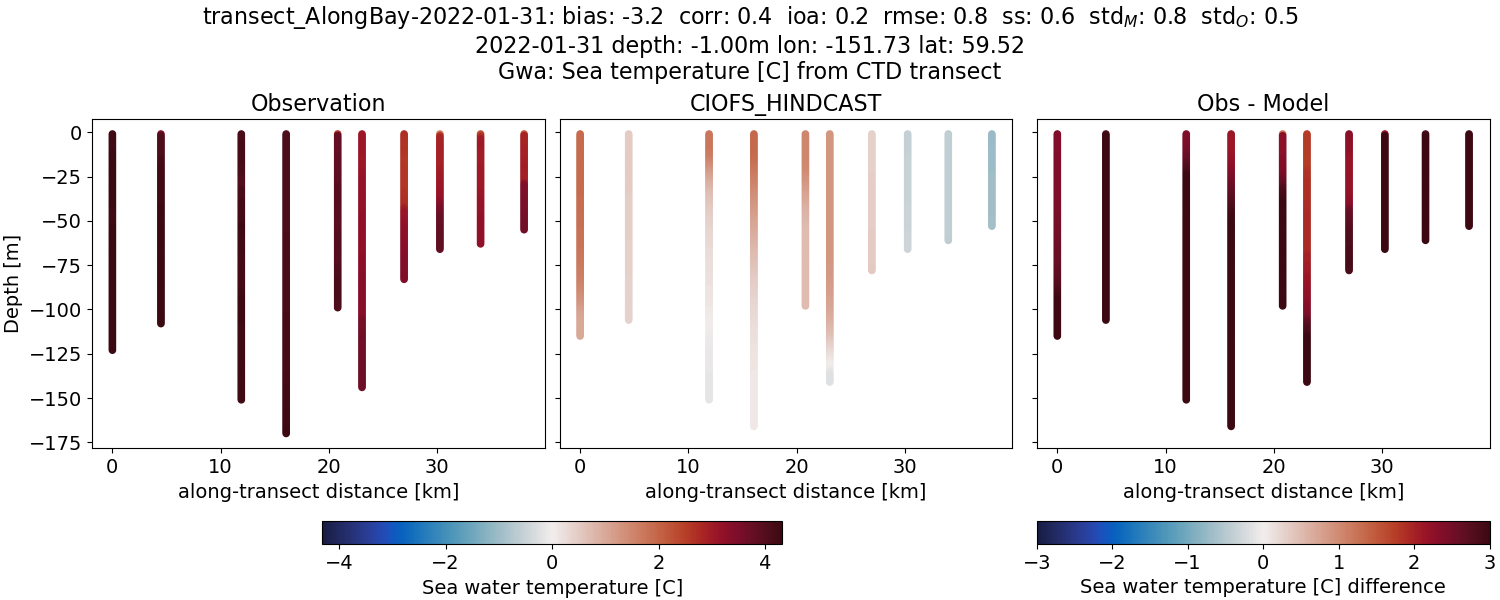 transect_AlongBay-2022-01-31: bias: -3.2 corr: 0.4 ioa: 0.2 rmse: 0.8 ss: 0.6 std_M: 0.8 std_O: 0.5
2022-01-31 depth: -1.00m lon: -151.73 lat: 59.52
Gwa: Sea temperature [C] from CTD transect
Observation
CIOFS_HINDCAST
Obs - Model
Depth [m]
0
−25
−50
−75
−100
−125
−150
−175
0 10 20 30
0 10 20 30
0 10 20 30
along-transect distance [km]
along-transect distance [km]
along-transect distance [km]
−4 −2 0 2 4
Sea water temperature [C]
−3 −2 −1 0 1 2 3
Sea water temperature [C] difference